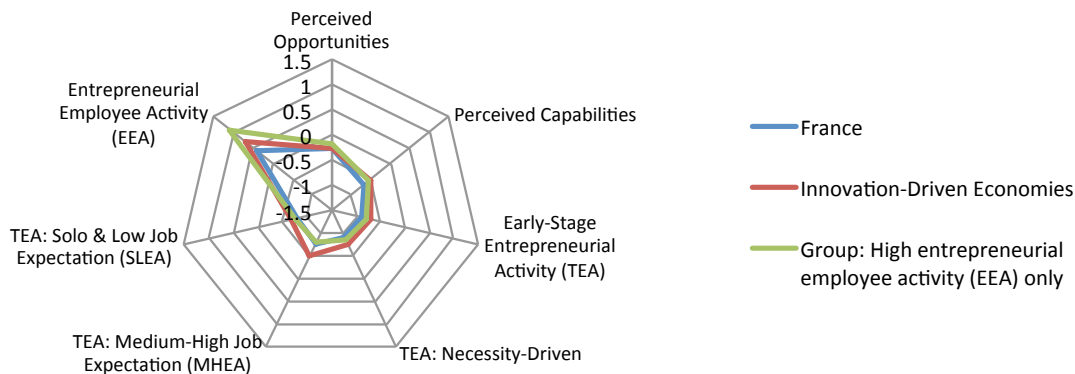 Perceived
Opportunities
1.5
1
0.5
0
-0.5
-1
-1.5
Perceived Capabilities
Early-Stage
Entrepreneurial
Activity (TEA)
TEA: Necessity-Driven
TEA: Medium-High Job
Expectation (MHEA)
TEA: Solo & Low Job
Expectation (SLEA)
Entrepreneurial
Employee Activity
(EEA)
France
Innovation-Driven Economies
Group: High entrepreneurial
employee activity (EEA) only